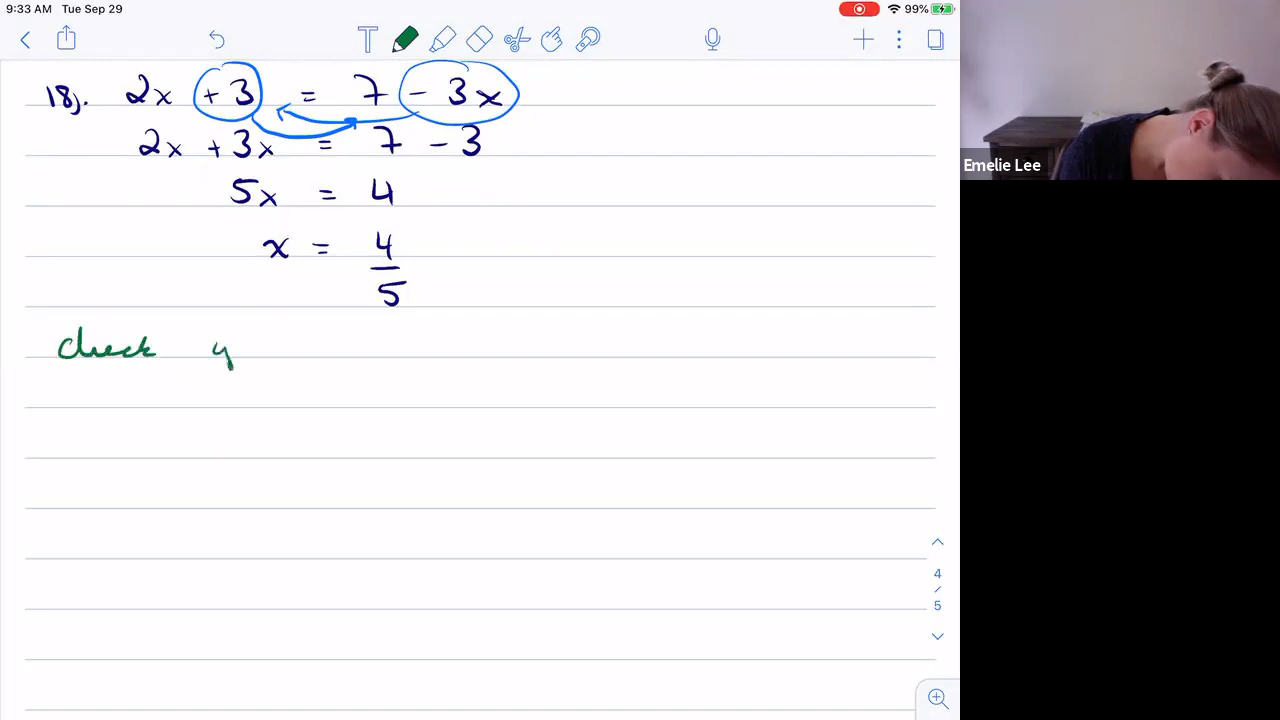 9:33 AM Tue Sep 29
99%
18). 2x + 3 = 7 - 3x
2x + 3x = 7 - 3
5x = 4
x = 4/5
check y
4
/
5
T
Emelie Lee